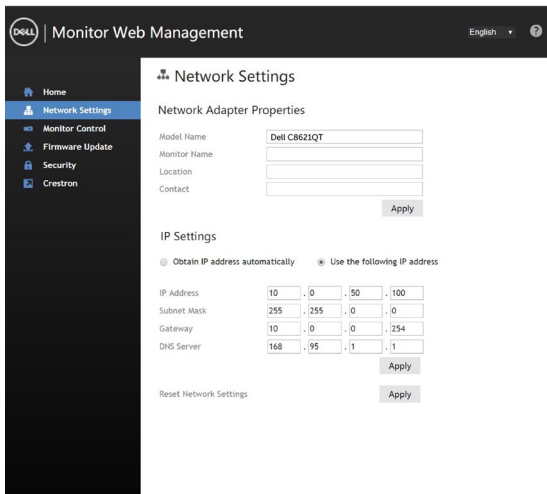 DELL | Monitor Web Management
English ▼ ?
Network Settings
Home
Network Settings
Monitor Control
Firmware Update
Security
Crestron
Network Adapter Properties
Model Name Dell C8621QT
Monitor Name
Location
Contact
Apply
IP Settings
Obtain IP address automatically Use the following IP address
IP Address 10 . 0 . 50 . 100
Subnet Mask 255 . 255 . 0 . 0
Gateway 10 . 0 . 0 . 254
DNS Server 168 . 95 . 1 . 1
Apply
Reset Network Settings Apply